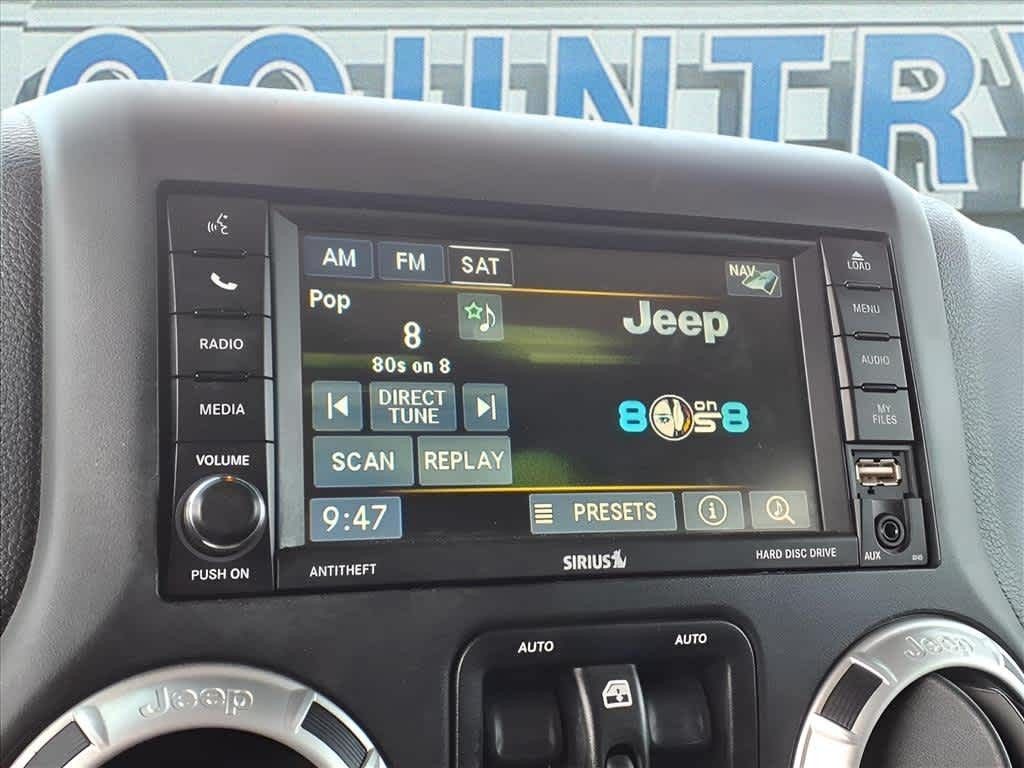 COUNTRY
RADIO
MEDIA
VOLUME
PUSH ON
AM FM SAT
NAV
Pop
8
80s on 8
Jeep
DIRECT
TUNE
8 on 8
SCAN REPLAY
9:47
PRESETS
i
LOAD
MENU
AUDIO
MY
FILES
AUX
ANTITHEFT
SIRIUS
HARD DISC DRIVE
AUTO AUTO
Jeep
Jeep